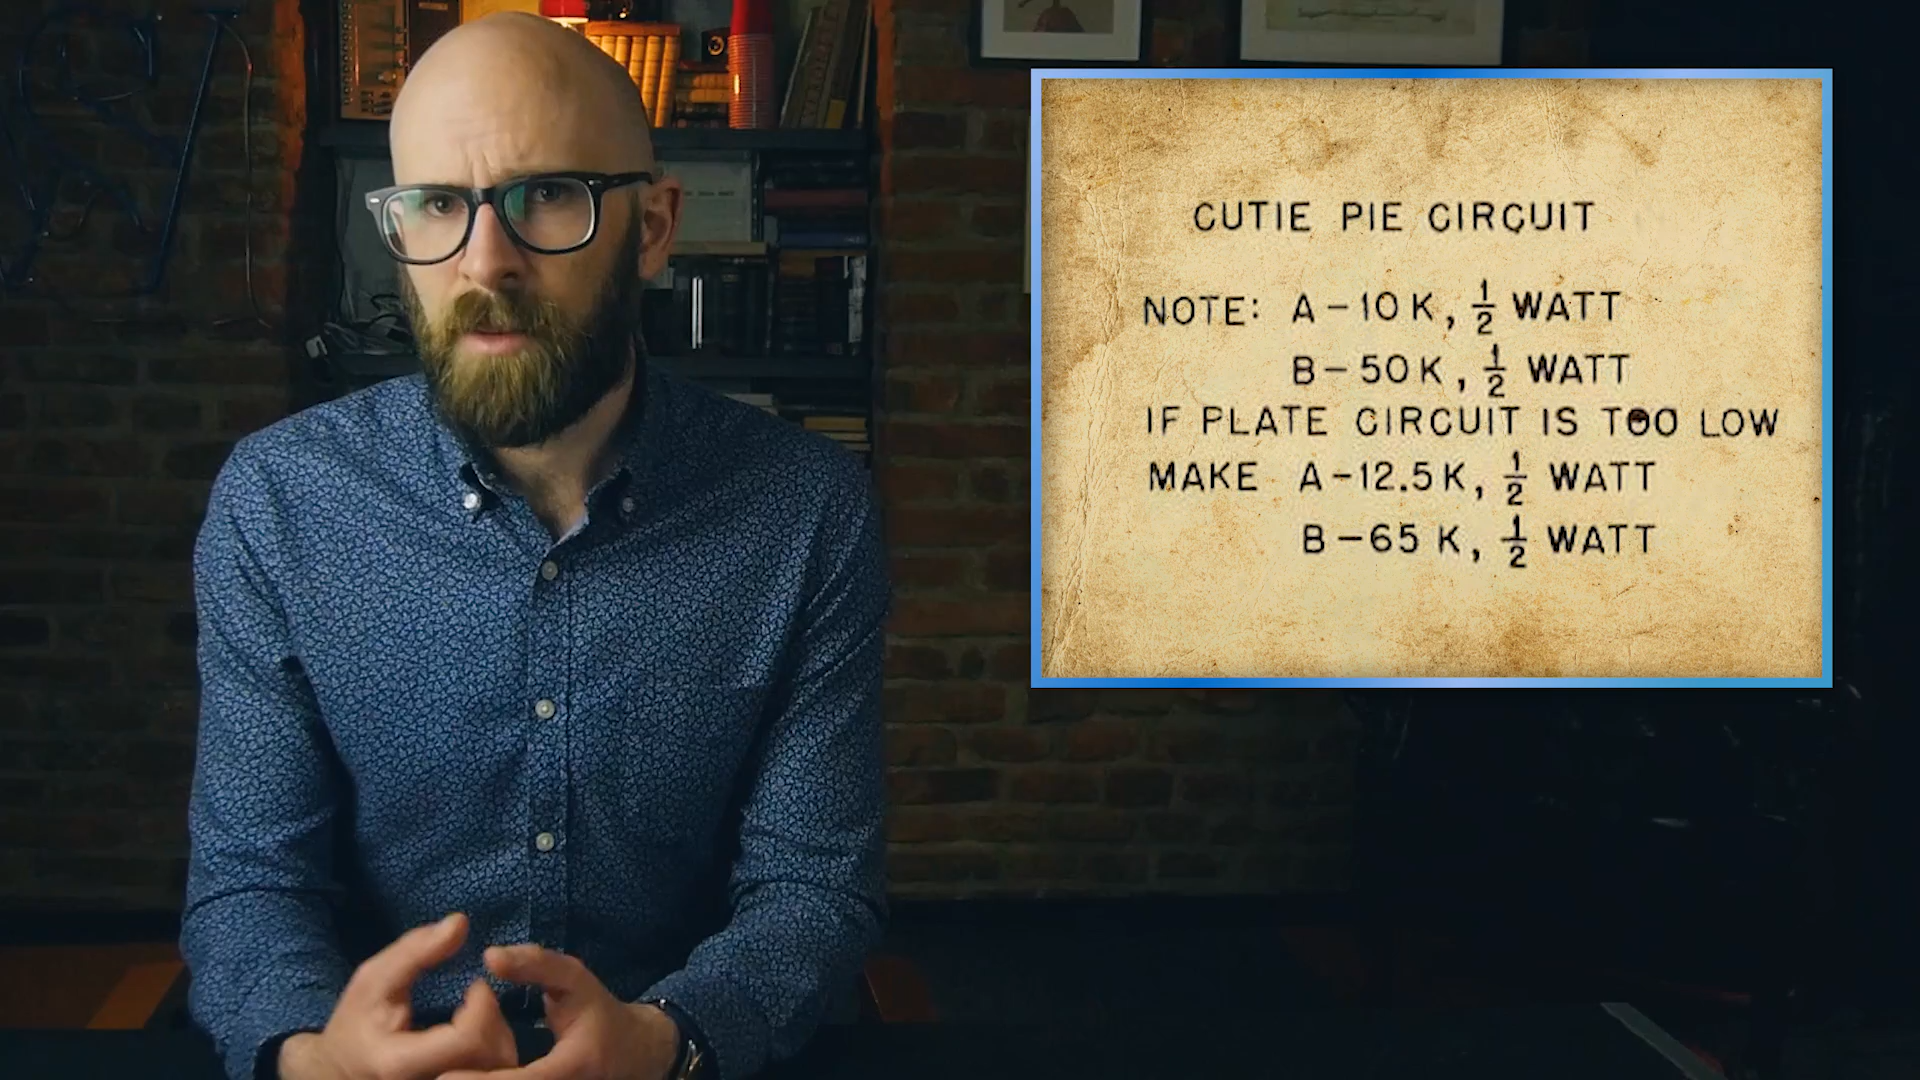 CUTIE PIE CIRCUIT
NOTE: A-10K, ½ WATT
B-50K, ½ WATT
IF PLATE CIRCUIT IS TOO LOW
MAKE A-12.5K, ½ WATT
B-65K, ½ WATT